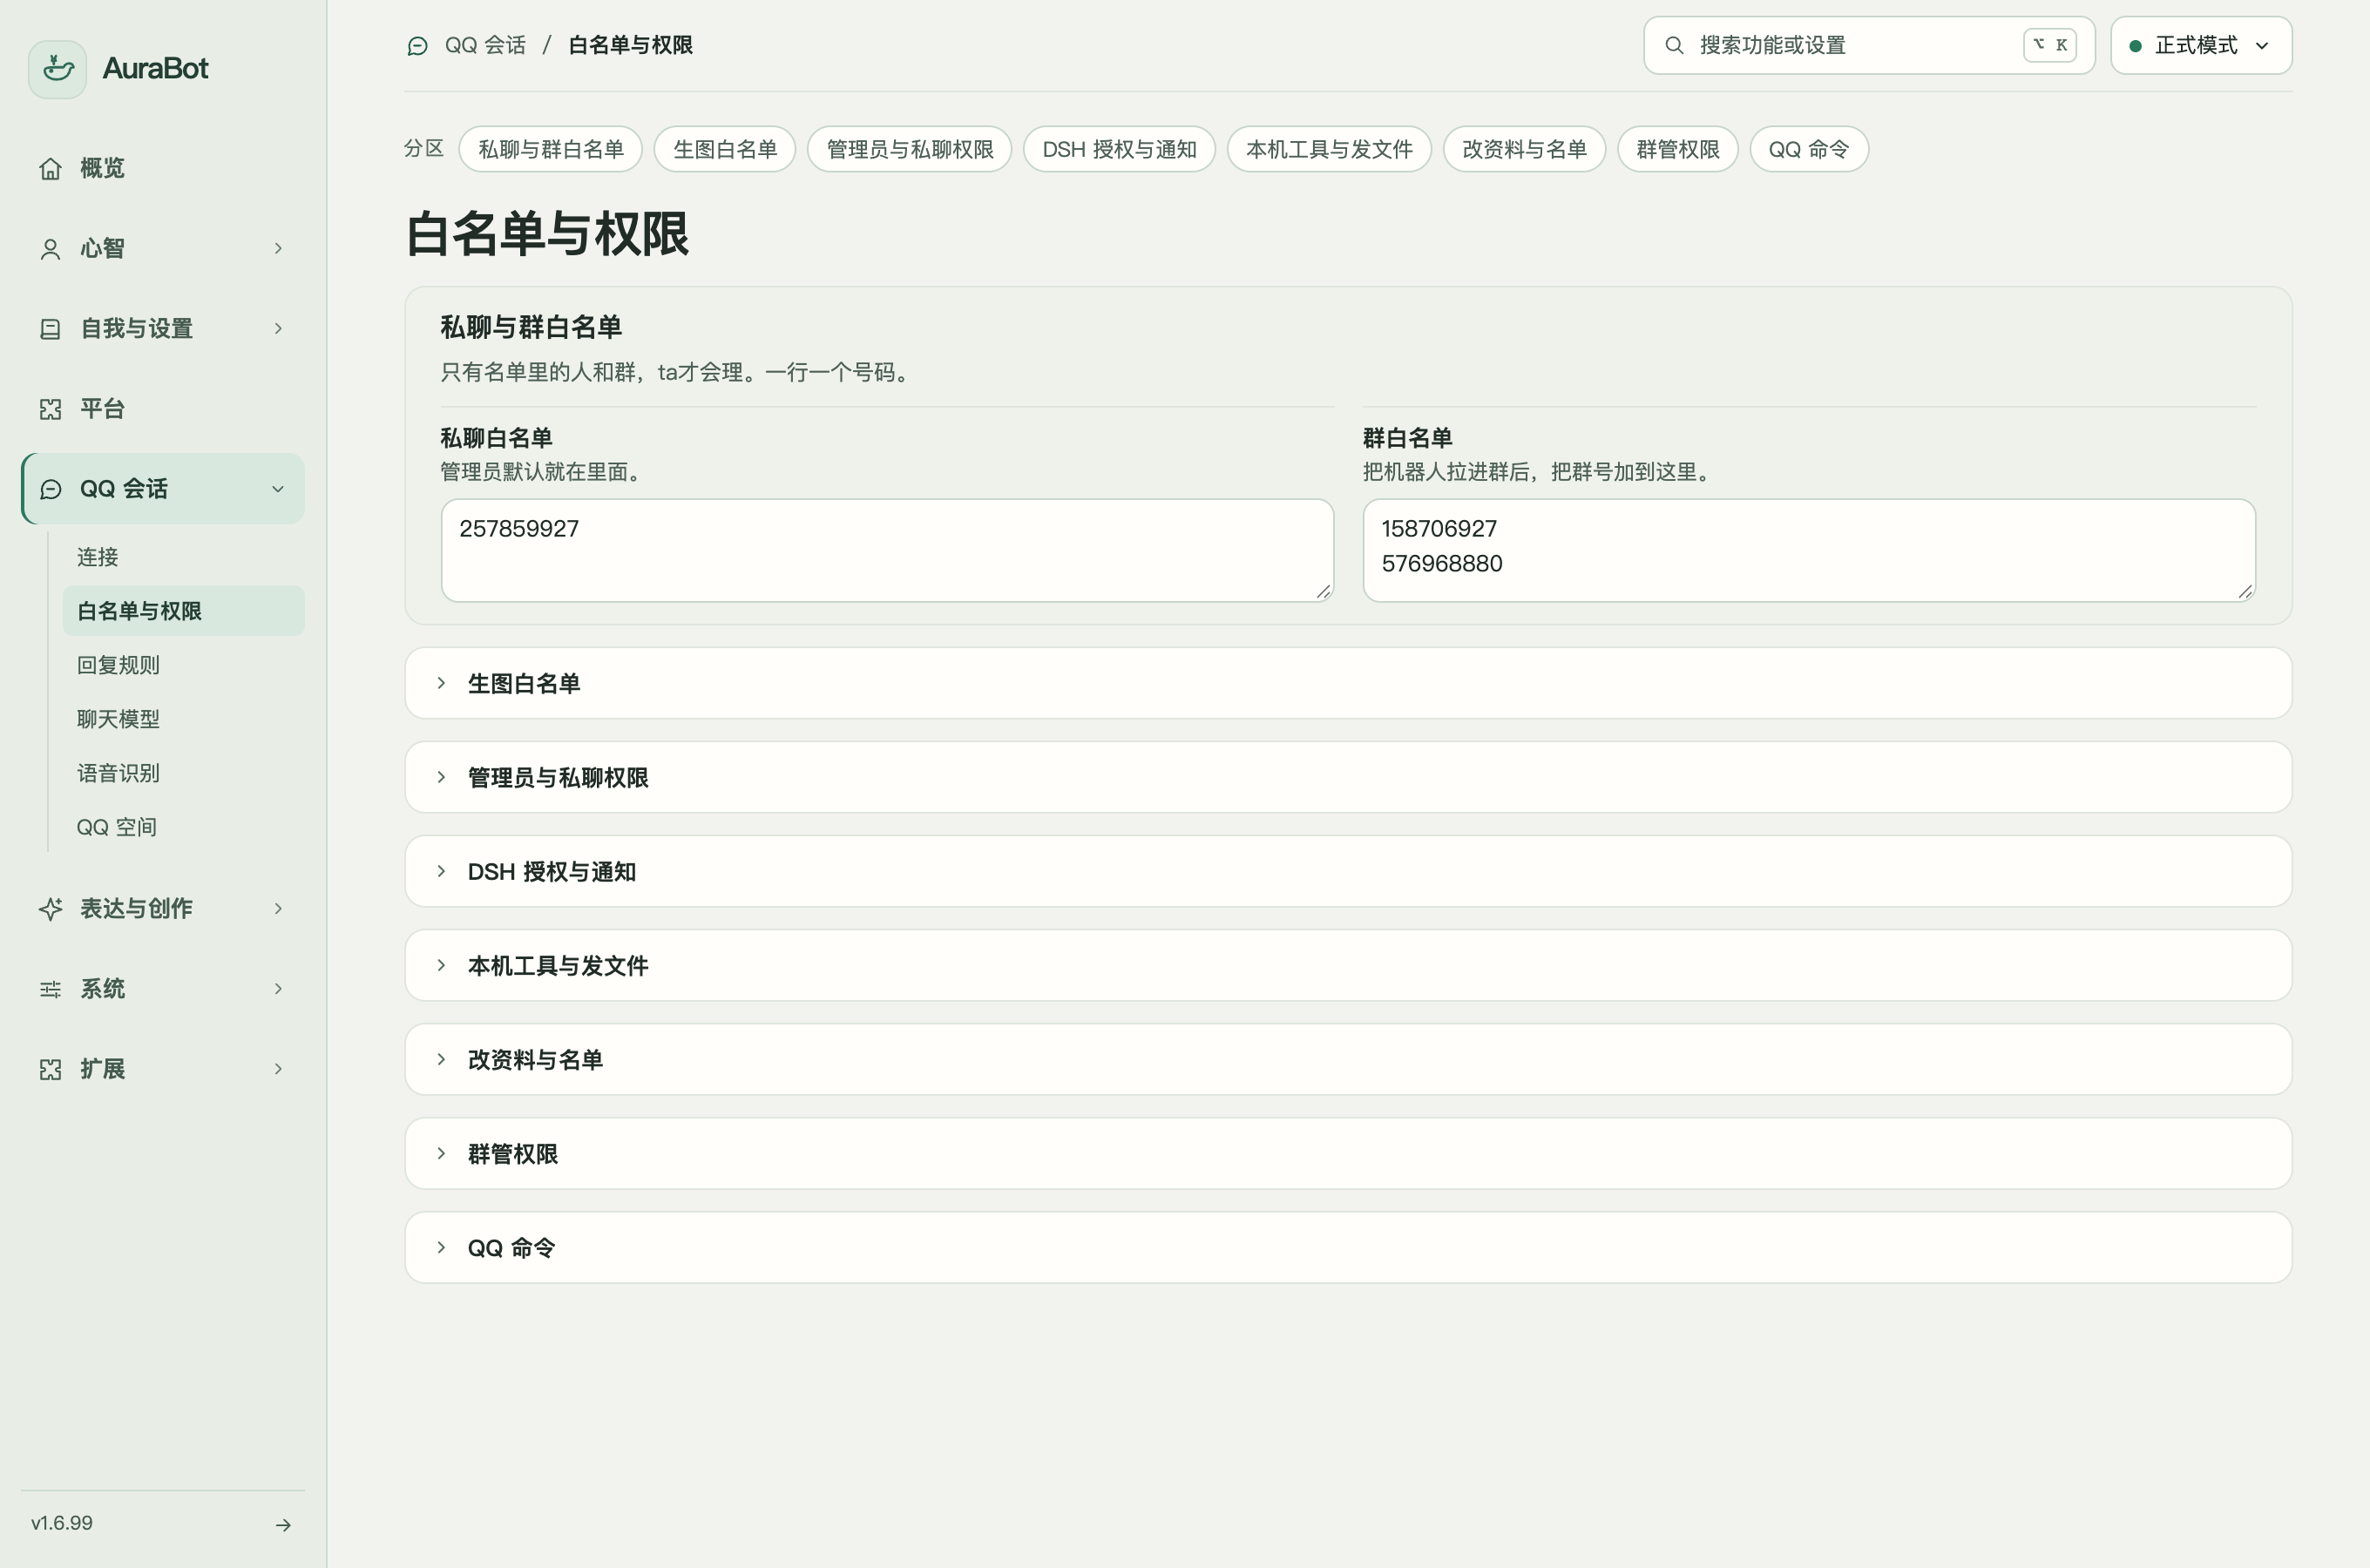 AuraBot
概览
心智
自我与设置
平台
QQ 会话
连接
白名单与权限
回复规则
聊天模型
语音识别
QQ 空间
表达与创作
系统
扩展
v1.6.99
QQ 会话 / 白名单与权限
搜索功能或设置 ⌥ K
正式模式
分区 私聊与群白名单 生图白名单 管理员与私聊权限 DSH 授权与通知 本机工具与发文件 改资料与名单 群管权限 QQ 命令
白名单与权限
私聊与群白名单
只有名单里的人和群，ta才会理。一行一个号码。
私聊白名单
管理员默认就在里面。
257859927
群白名单
把机器人拉进群后，把群号加到这里。
158706927
576968880
生图白名单
管理员与私聊权限
DSH 授权与通知
本机工具与发文件
改资料与名单
群管权限
QQ 命令